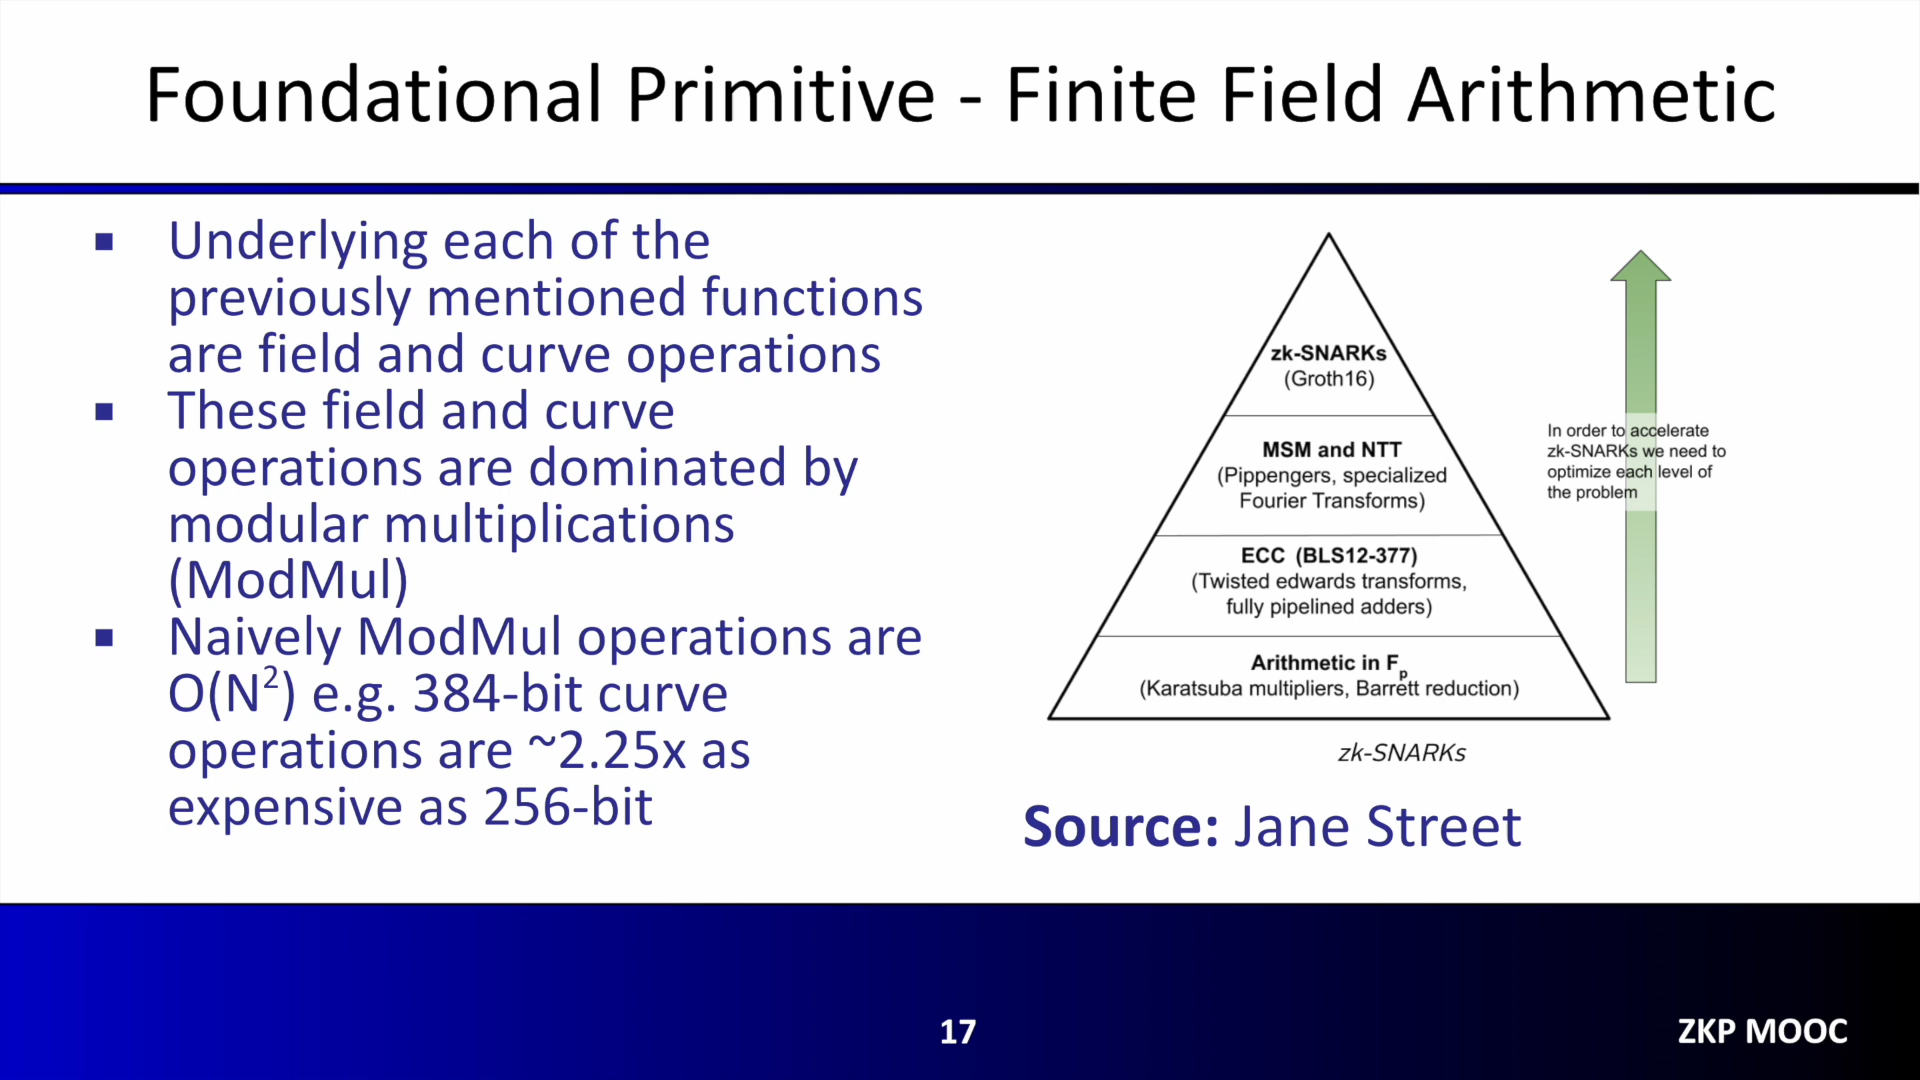 Foundational Primitive - Finite Field Arithmetic
▪ Underlying each of the
previously mentioned functions
are field and curve operations
▪ These field and curve
operations are dominated by
modular multiplications
(ModMul)
▪ Naively ModMul operations are
O(N²) e.g. 384-bit curve
operations are ~2.25x as
expensive as 256-bit
zk-SNARKs
(Groth16)
MSM and NTT
(Pippengers, specialized
Fourier Transforms)
ECC (BLS12-377)
(Twisted edwards transforms,
fully pipelined adders)
Arithmetic in Fₚ
(Karatsuba multipliers, Barrett reduction)
In order to accelerate
zk-SNARKs we need to
optimize each level of
the problem
zk-SNARKs
Source: Jane Street
17
ZKP MOOC